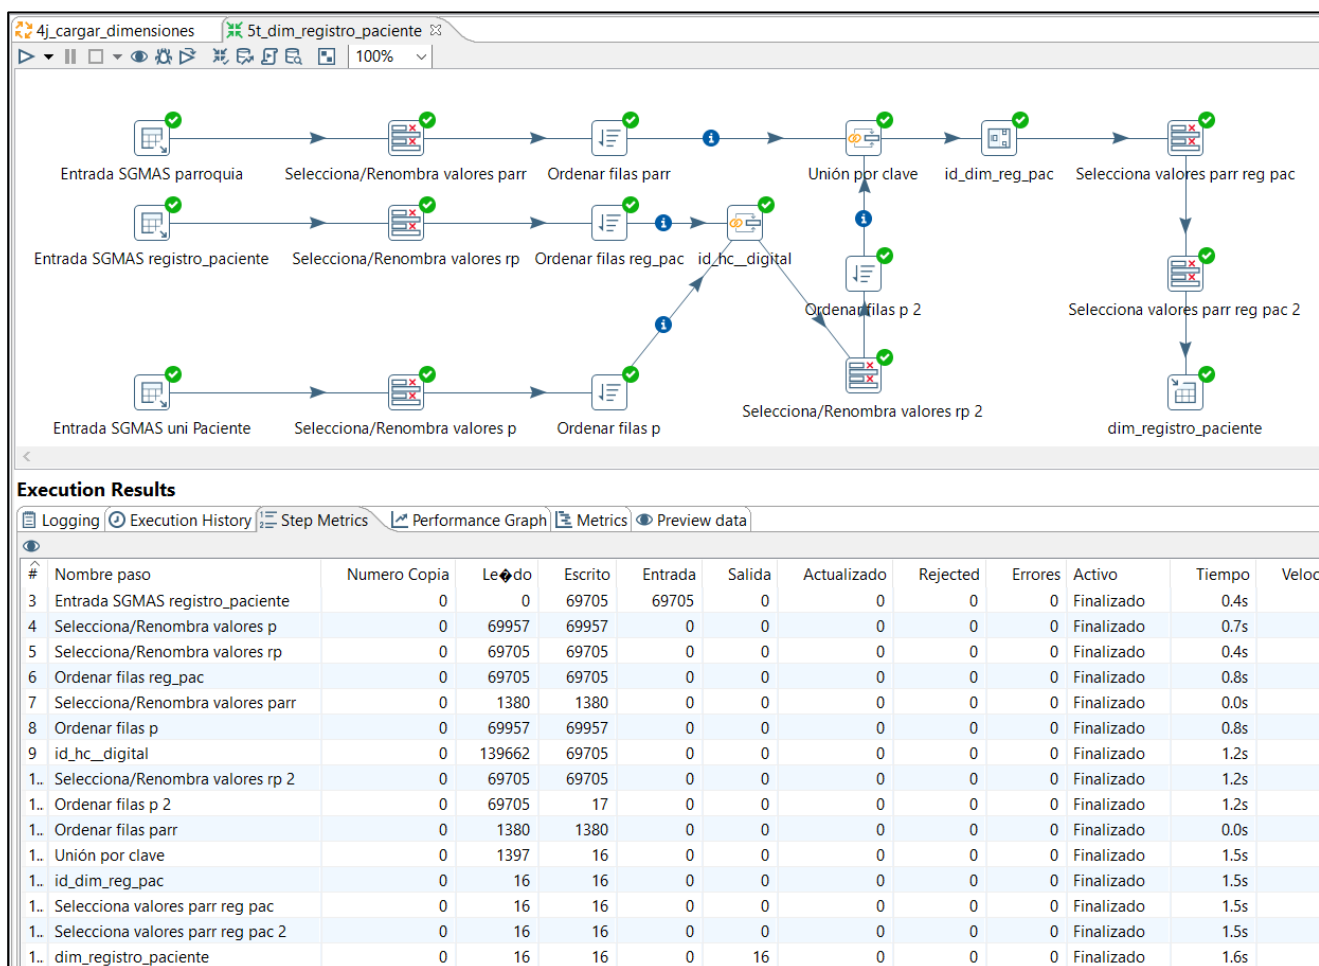 4j_cargar_dimensiones 5t_dim_registro_paciente
100%
Entrada SGMAS parroquia Selecciona/Renombra valores parr Ordenar filas parr Unión por clave id_dim_reg_pac Selecciona valores parr reg pac
Entrada SGMAS registro_paciente Selecciona/Renombra valores rp Ordenar filas reg_pac id_hc__digital
Ordenar filas p 2 Selecciona valores parr reg pac 2
Selecciona/Renombra valores rp 2
Entrada SGMAS uni Paciente Selecciona/Renombra valores p Ordenar filas p dim_registro_paciente
Execution Results
Logging Execution History Step Metrics Performance Graph Metrics Preview data
# Nombre paso Numero Copia Le�do Escrito Entrada Salida Actualizado Rejected Errores Activo Tiempo Veloc
3 Entrada SGMAS registro_paciente 0 0 69705 69705 0 0 0 0 Finalizado 0.4s
4 Selecciona/Renombra valores p 0 69957 69957 0 0 0 0 0 Finalizado 0.7s
5 Selecciona/Renombra valores rp 0 69705 69705 0 0 0 0 0 Finalizado 0.4s
6 Ordenar filas reg_pac 0 69705 69705 0 0 0 0 0 Finalizado 0.8s
7 Selecciona/Renombra valores parr 0 1380 1380 0 0 0 0 0 Finalizado 0.0s
8 Ordenar filas p 0 69957 69957 0 0 0 0 0 Finalizado 0.8s
9 id_hc__digital 0 139662 69705 0 0 0 0 0 Finalizado 1.2s
1.. Selecciona/Renombra valores rp 2 0 69705 69705 0 0 0 0 0 Finalizado 1.2s
1.. Ordenar filas p 2 0 69705 17 0 0 0 0 0 Finalizado 1.2s
1.. Ordenar filas parr 0 1380 1380 0 0 0 0 0 Finalizado 0.0s
1.. Unión por clave 0 1397 16 0 0 0 0 0 Finalizado 1.5s
1.. id_dim_reg_pac 0 16 16 0 0 0 0 0 Finalizado 1.5s
1.. Selecciona valores parr reg pac 0 16 16 0 0 0 0 0 Finalizado 1.5s
1.. Selecciona valores parr reg pac 2 0 16 16 0 0 0 0 0 Finalizado 1.5s
1.. dim_registro_paciente 0 16 16 0 16 0 0 0 Finalizado 1.6s